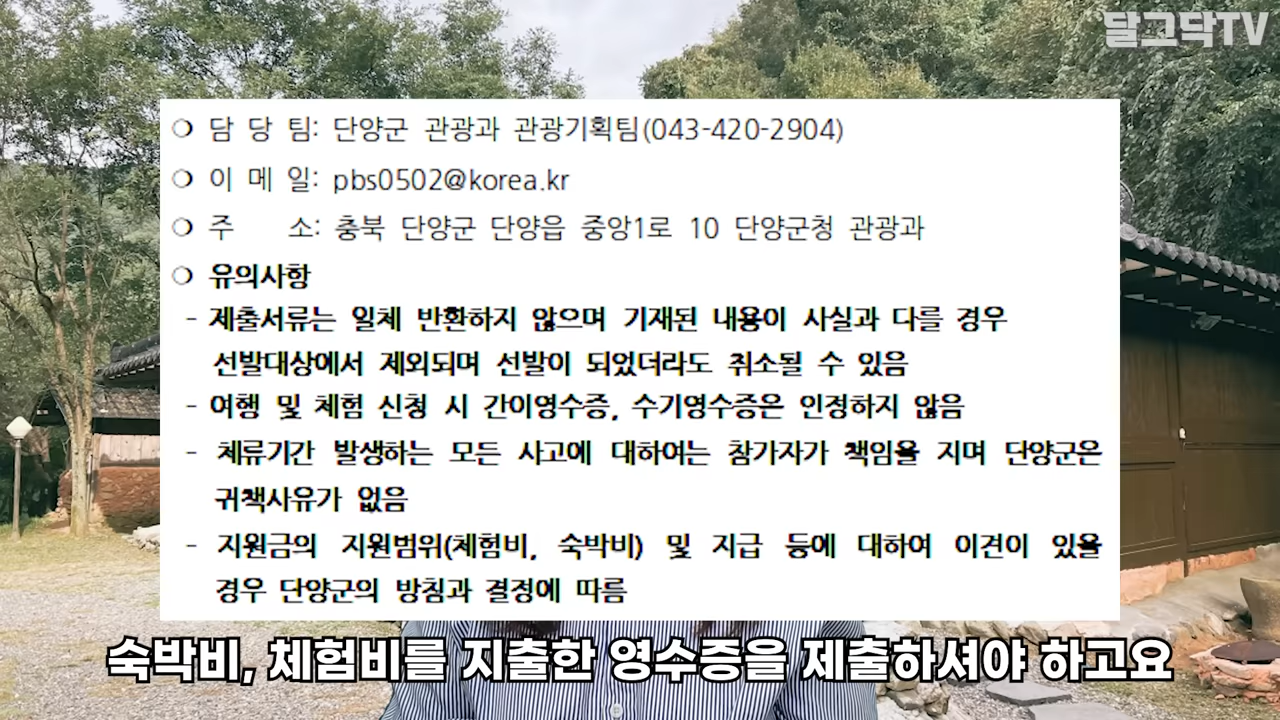 달그닥TV
❍ 담 당 팀: 단양군 관광과 관광기획팀(043-420-2904)
❍ 이 메 일: pbs0502@korea.kr
❍ 주 소: 충북 단양군 단양읍 중앙1로 10 단양군청 관광과
❍ 유의사항
- 제출서류는 일체 반환하지 않으며 기재된 내용이 사실과 다를 경우
선발대상에서 제외되며 선발이 되었더라도 취소될 수 있음
- 여행 및 체험 신청 시 간이영수증, 수기영수증은 인정하지 않음
- 체류기간 발생하는 모든 사고에 대하여는 참가자가 책임을 지며 단양군은
귀책사유가 없음
- 지원금의 지원범위(체험비, 숙박비) 및 지급 등에 대하여 이견이 있을
경우 단양군의 방침과 결정에 따름
숙박비, 체험비를 지출한 영수증을 제출하셔야 하고요